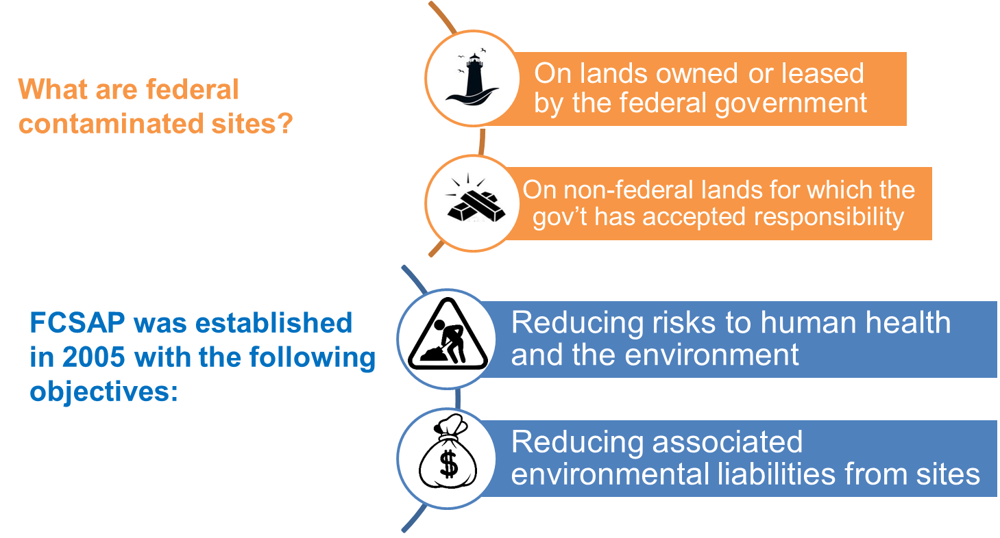 What are federal
contaminated sites?
On lands owned or leased
by the federal government
On non-federal lands for which the
gov’t has accepted responsibility
FCSAP was established
in 2005 with the following
objectives:
Reducing risks to human health
and the environment
$
Reducing associated
environmental liabilities from sites